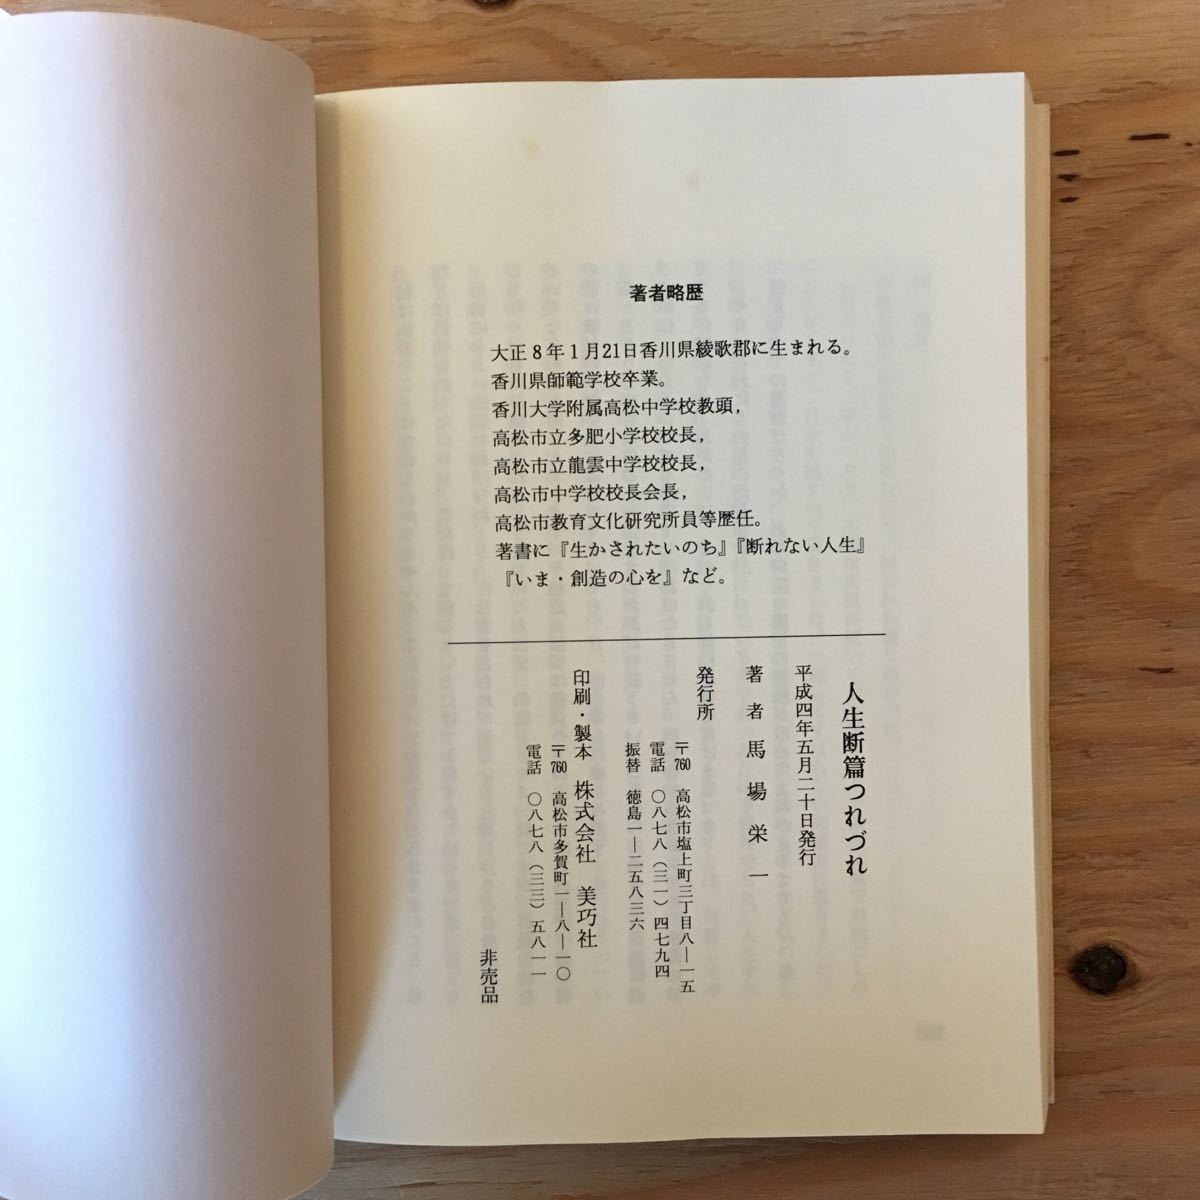 著者略歴
大正8年1月21日香川県綾歌郡に生まれる。
香川県師範学校卒業。
香川大学附属高松中学校教頭，
高松市立多肥小学校校長，
高松市立龍雲中学校校長，
高松市中学校校長会長，
高松市教育文化研究所員等歴任。
著書に『生かされたいのち』『断れない人生』
『いま・創造の心を』など。
人生断篇つれづれ
平成四年五月二十日発行
著者 馬場栄一
発行所
〒760 高松市塩上町三丁目八―一五
電話 〇八七八（三一）四七九四
振替 徳島一―二五八三六
印刷・製本 株式会社 美巧社
〒760 高松市多賀町一―八―一〇
電話 〇八七八（三三）五八一一
非売品